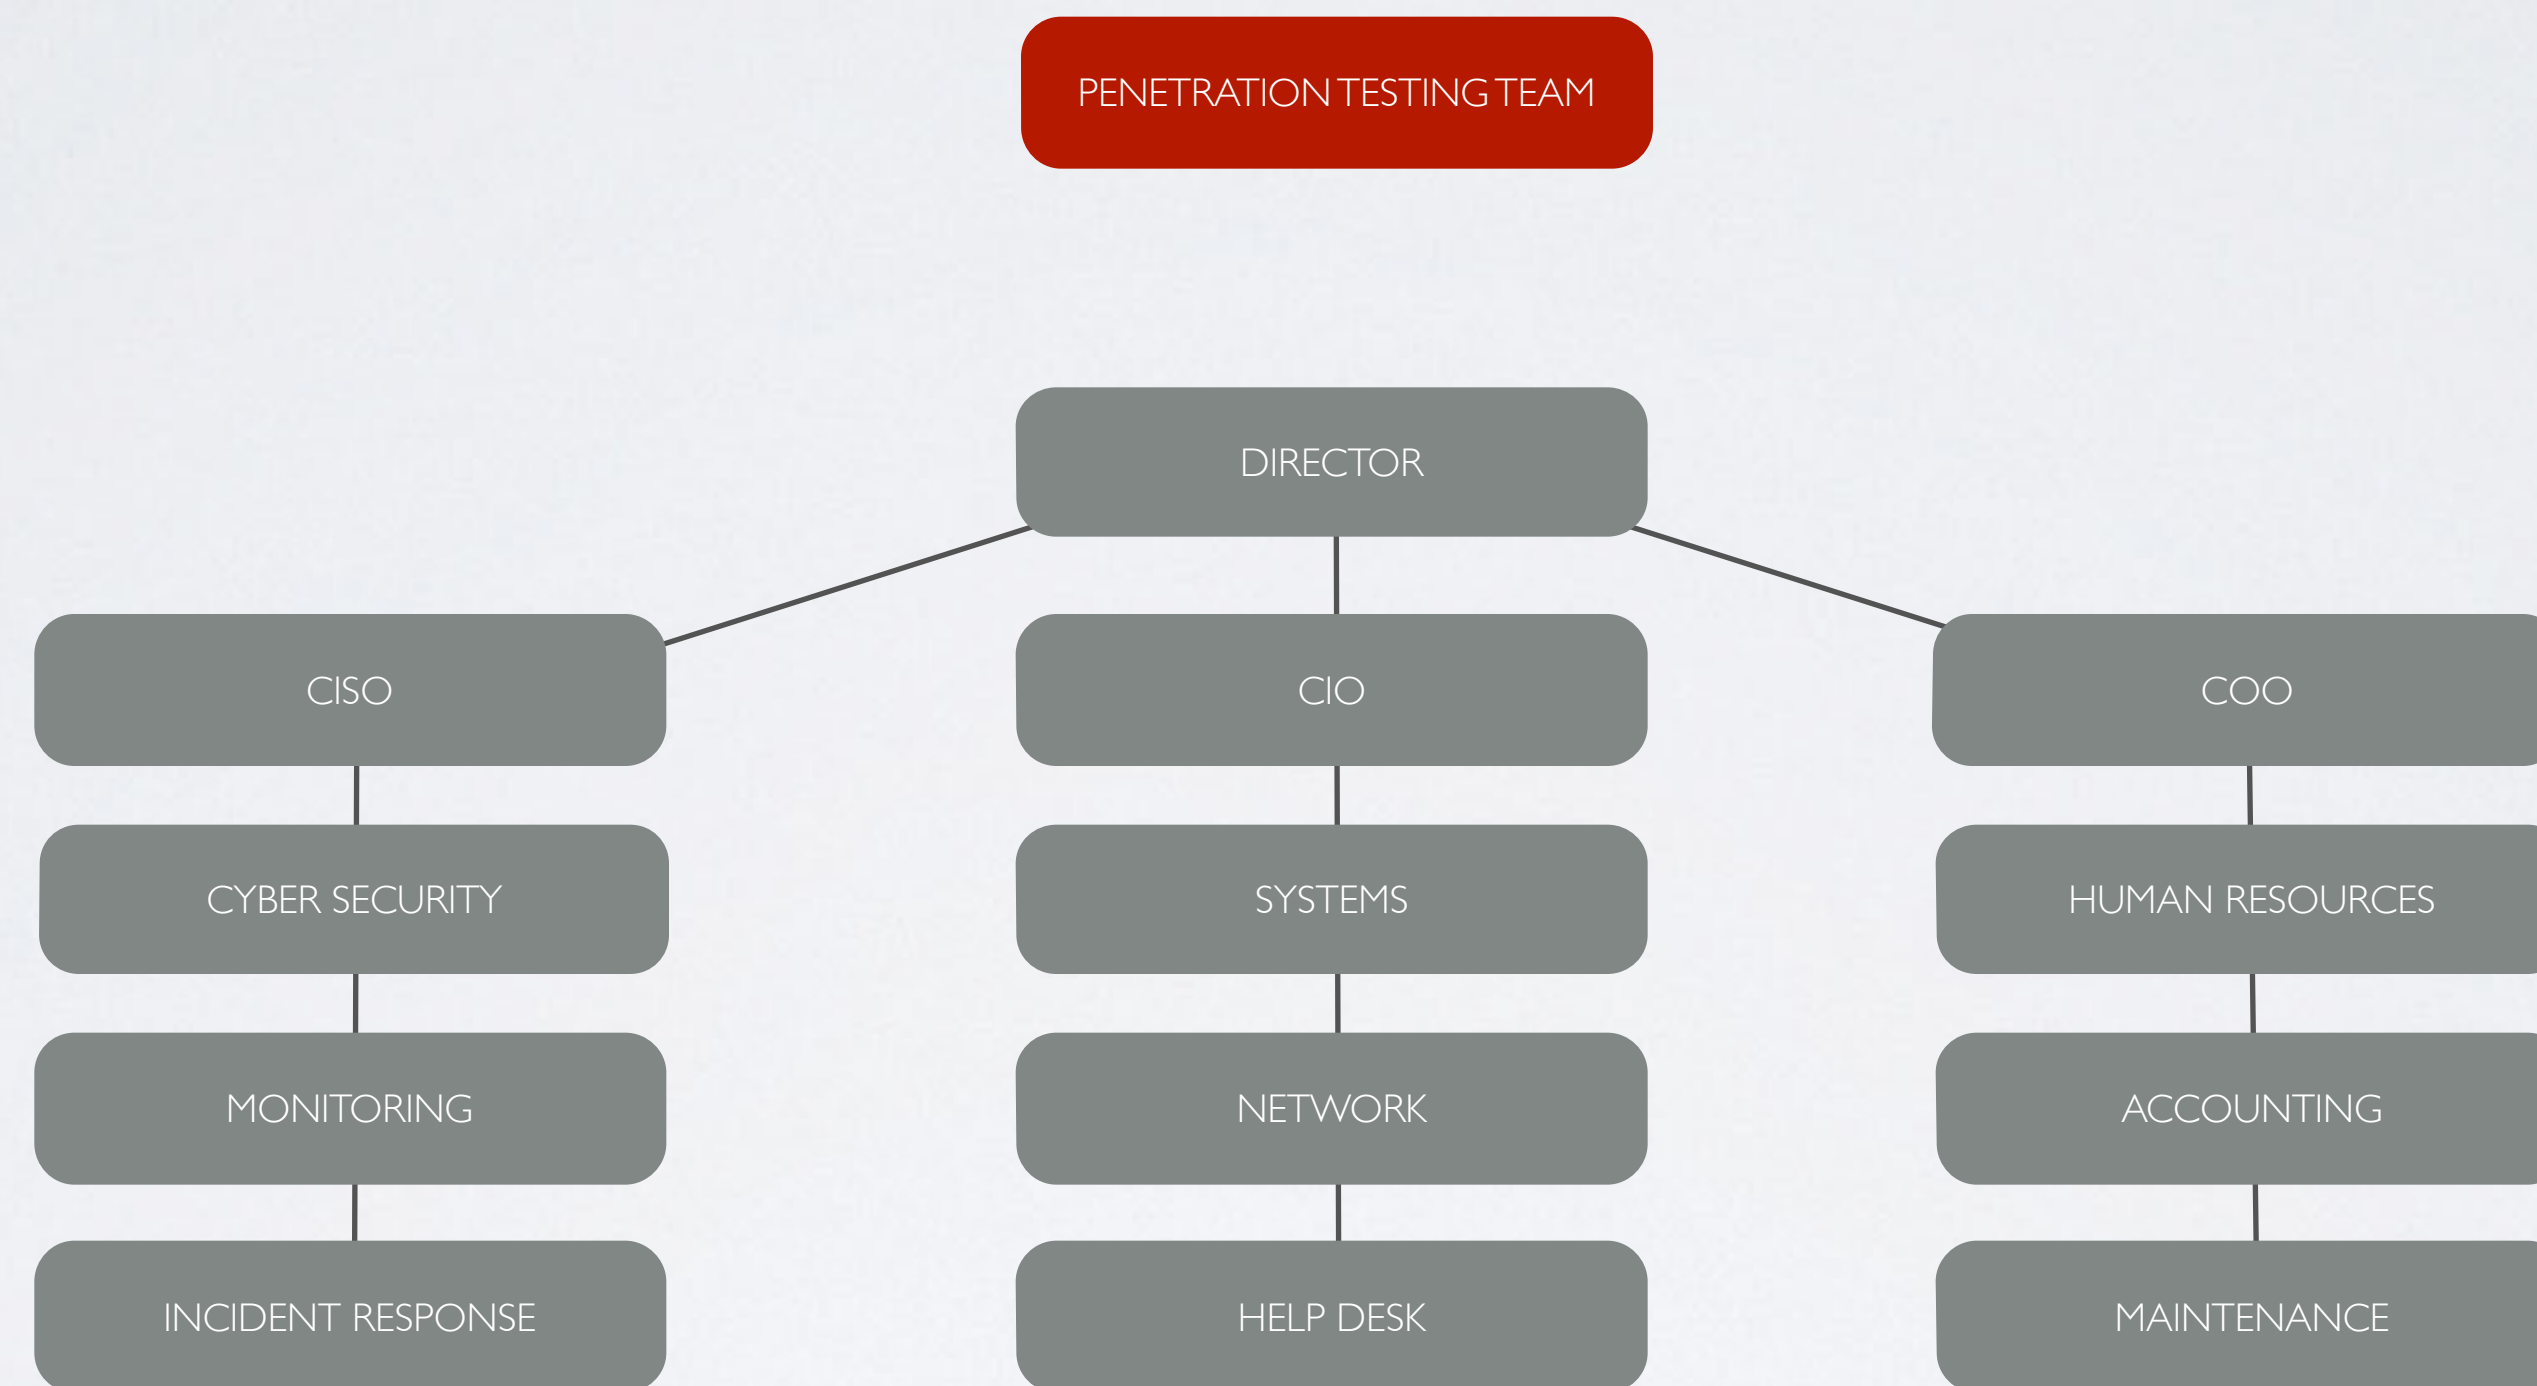 PENETRATION TESTING TEAM
DIRECTOR
CISO
CIO
COO
CYBER SECURITY
SYSTEMS
HUMAN RESOURCES
MONITORING
NETWORK
ACCOUNTING
INCIDENT RESPONSE
HELP DESK
MAINTENANCE